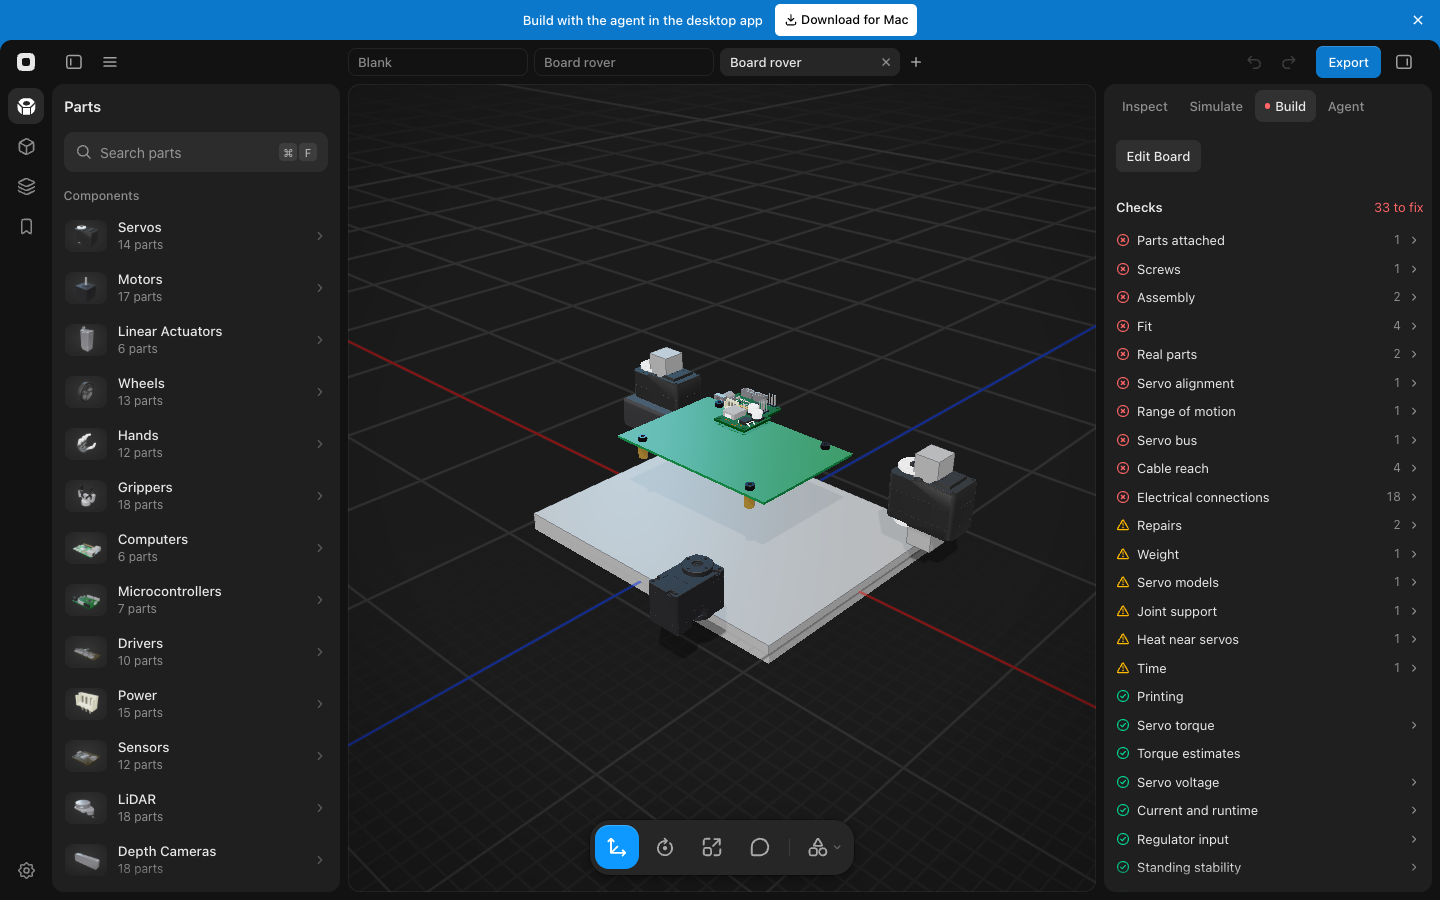 Build with the agent in the desktop app
Download for Mac
Blank
Board rover
Board rover
Export
Parts
Search parts
⌘ F
Components
Servos
14 parts
Motors
17 parts
Linear Actuators
6 parts
Wheels
13 parts
Hands
12 parts
Grippers
18 parts
Computers
6 parts
Microcontrollers
7 parts
Drivers
10 parts
Power
15 parts
Sensors
12 parts
LiDAR
18 parts
Depth Cameras
18 parts
Inspect
Simulate
Build
Agent
Edit Board
Checks 33 to fix
Parts attached 1
Screws 1
Assembly 2
Fit 4
Real parts 2
Servo alignment 1
Range of motion 1
Servo bus 1
Cable reach 4
Electrical connections 18
Repairs 2
Weight 1
Servo models 1
Joint support 1
Heat near servos 1
Time 1
Printing
Servo torque
Torque estimates
Servo voltage
Current and runtime
Regulator input
Standing stability